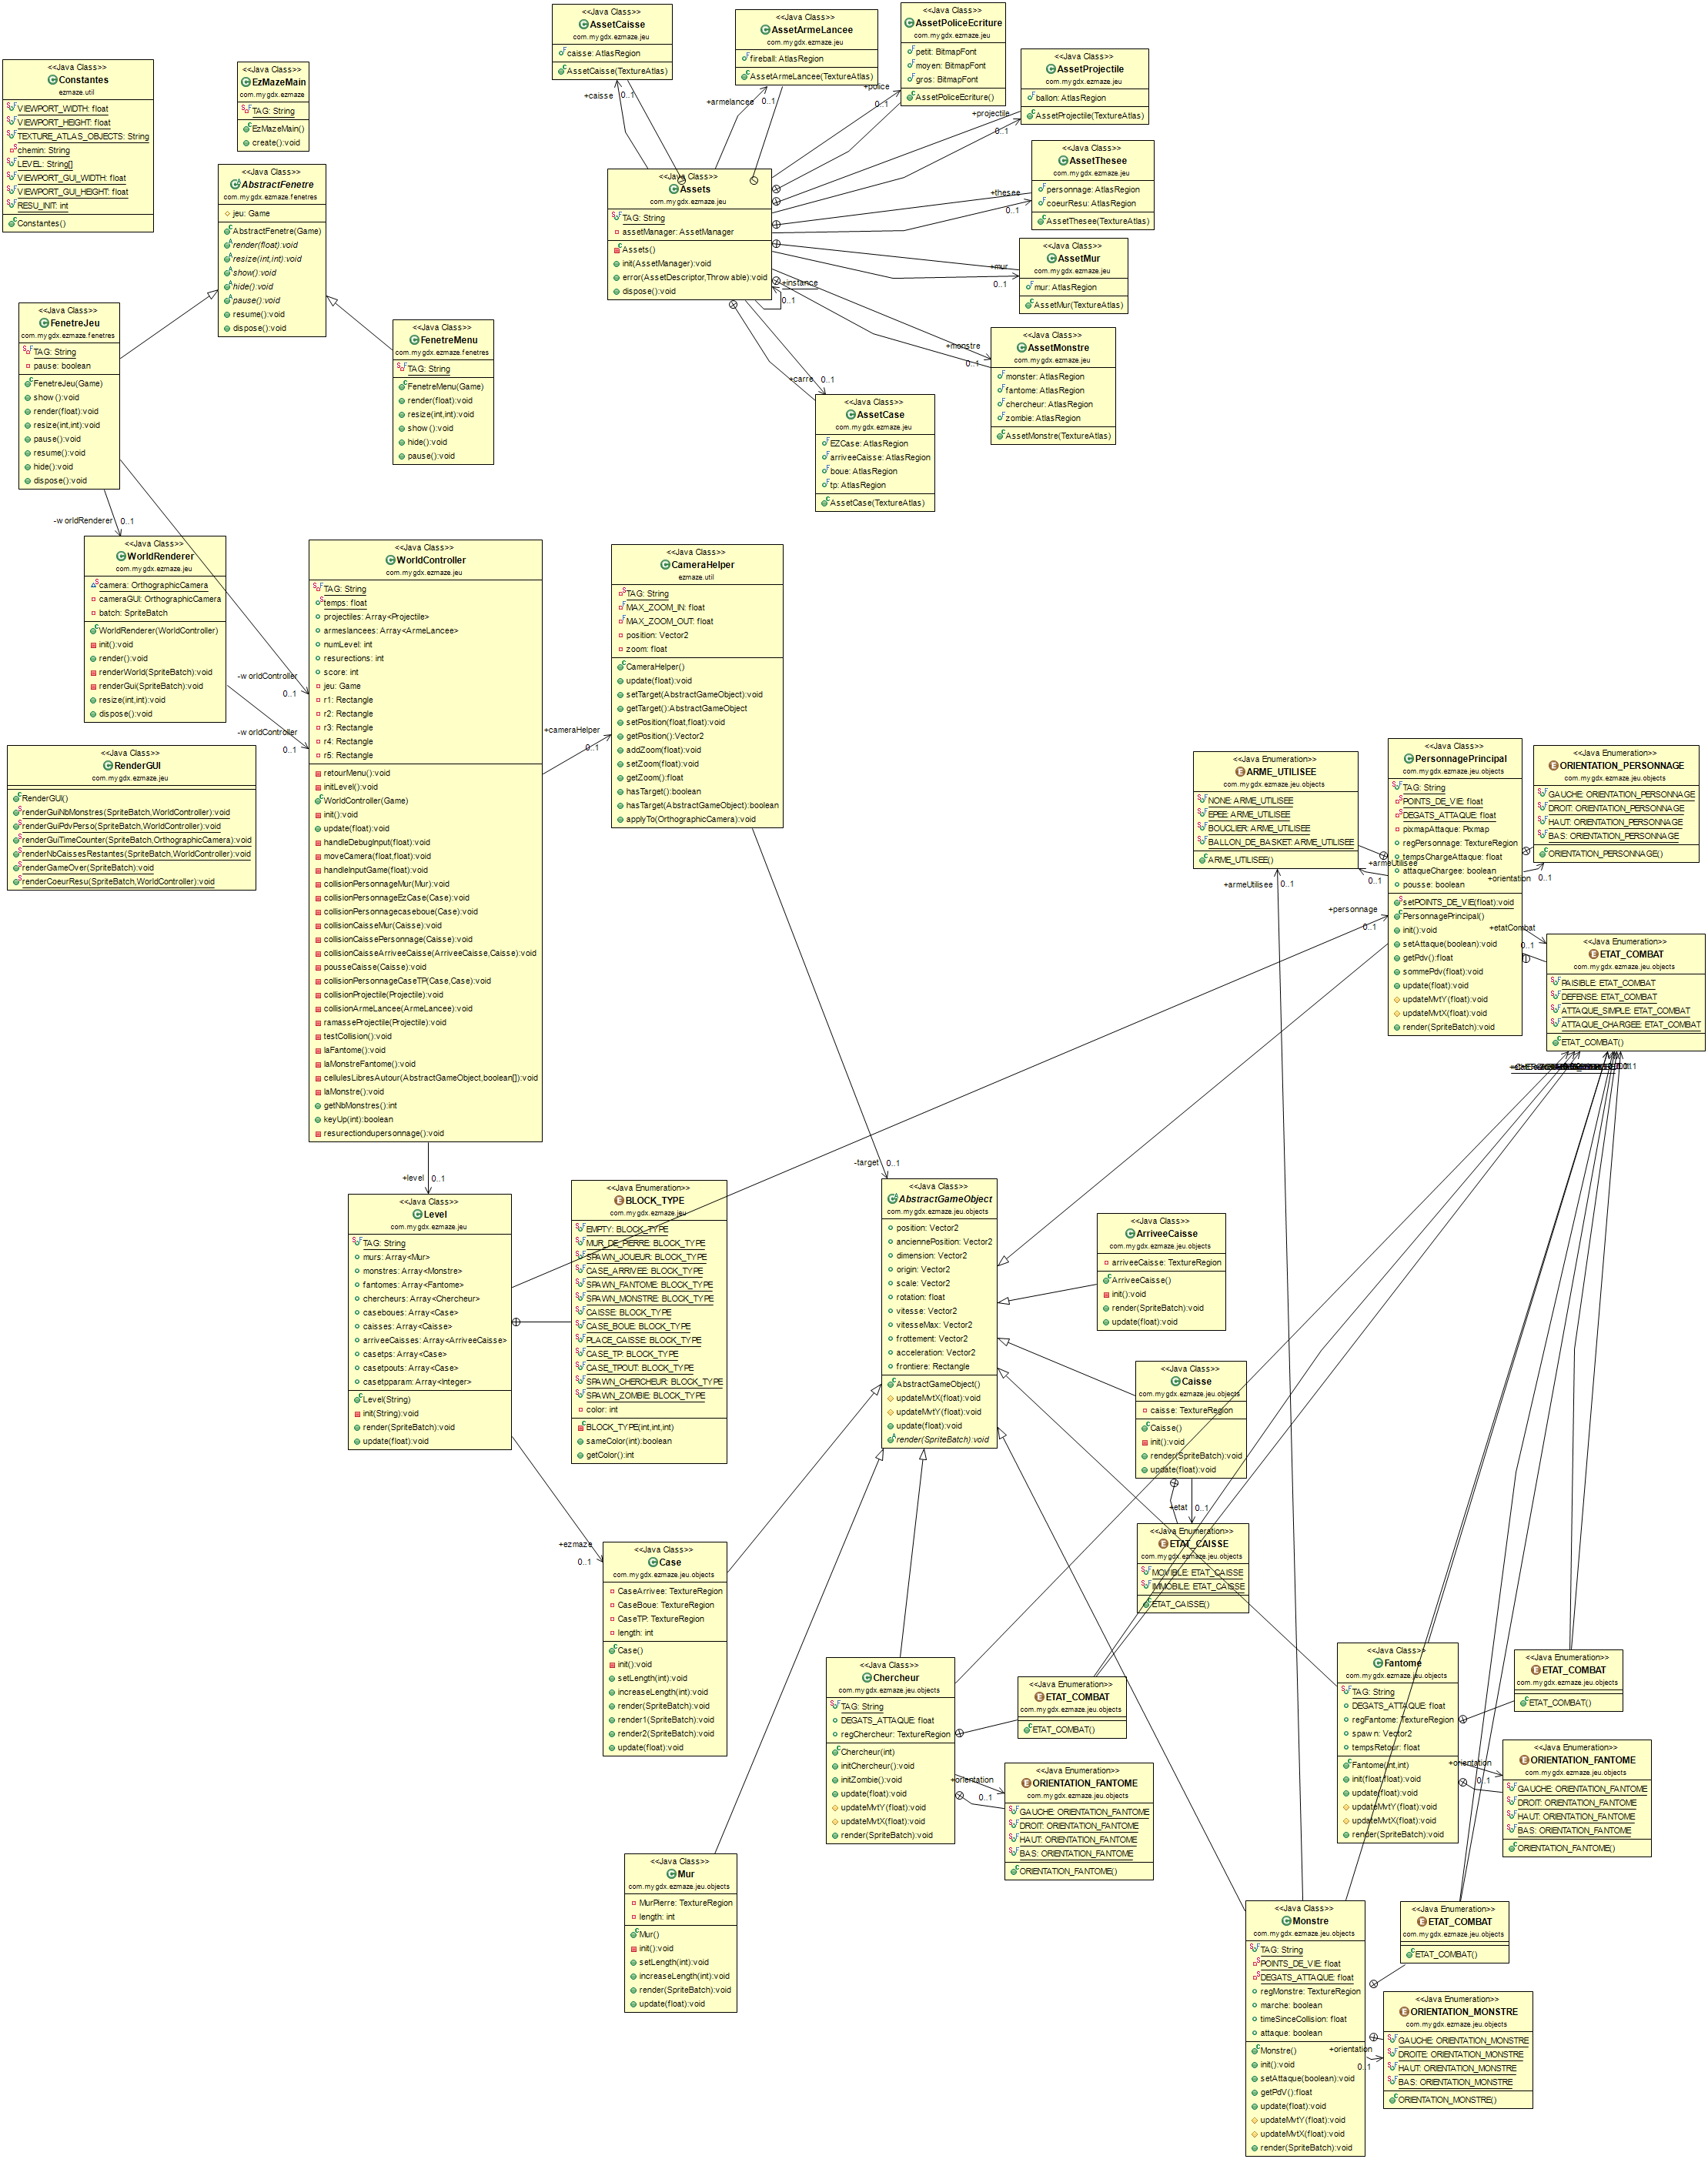 <<Java Class>>
AssetCaisse
com.mygdx.ezmaze.jeu
caisse: AtlasRegion
AssetCaisse(TextureAtlas)
<<Java Class>>
AssetArmeLancee
com.mygdx.ezmaze.jeu
fireball: AtlasRegion
AssetArmeLancee(TextureAtlas)
<<Java Class>>
AssetPoliceEcriture
com.mygdx.ezmaze.jeu
petit: BitmapFont
moyen: BitmapFont
gros: BitmapFont
AssetPoliceEcriture()
<<Java Class>>
AssetProjectile
com.mygdx.ezmaze.jeu
ballon: AtlasRegion
AssetProjectile(TextureAtlas)
<<Java Class>>
Constantes
ezmaze.util
VIEWPORT_WIDTH: float
VIEWPORT_HEIGHT: float
TEXTURE_ATLAS_OBJECTS: String
chemin: String
LEVEL: String[]
VIEWPORT_GUI_WIDTH: float
VIEWPORT_GUI_HEIGHT: float
RESU_INIT: int
Constantes()
<<Java Class>>
EzMazeMain
com.mygdx.ezmaze
TAG: String
EzMazeMain()
create():void
+caisse
0..1
+armelancee
0..1
+police
0..1
+projectile
0..1
<<Java Class>>
AssetThesee
com.mygdx.ezmaze.jeu
personnage: AtlasRegion
coeurResu: AtlasRegion
AssetThesee(TextureAtlas)
<<Java Class>>
AbstractFenetre
com.mygdx.ezmaze.fenetres
jeu: Game
AbstractFenetre(Game)
render(float):void
resize(int,int):void
show():void
hide():void
pause():void
resume():void
dispose():void
<<Java Class>>
Assets
com.mygdx.ezmaze.jeu
TAG: String
assetManager: AssetManager
Assets()
init(AssetManager):void
error(AssetDescriptor,Throwable):void
dispose():void
+thesee
0..1
+mur
0..1
+instance
0..1
+monstre
0..1
+carre
0..1
<<Java Class>>
AssetMur
com.mygdx.ezmaze.jeu
mur: AtlasRegion
AssetMur(TextureAtlas)
<<Java Class>>
FenetreJeu
com.mygdx.ezmaze.fenetres
TAG: String
pause: boolean
FenetreJeu(Game)
show():void
render(float):void
resize(int,int):void
pause():void
resume():void
hide():void
dispose():void
<<Java Class>>
FenetreMenu
com.mygdx.ezmaze.fenetres
TAG: String
FenetreMenu(Game)
render(float):void
resize(int,int):void
show():void
hide():void
pause():void
<<Java Class>>
AssetMonstre
com.mygdx.ezmaze.jeu
monster: AtlasRegion
fantome: AtlasRegion
chercheur: AtlasRegion
zombie: AtlasRegion
AssetMonstre(TextureAtlas)
<<Java Class>>
AssetCase
com.mygdx.ezmaze.jeu
EZCase: AtlasRegion
arriveeCaisse: AtlasRegion
boue: AtlasRegion
tp: AtlasRegion
AssetCase(TextureAtlas)
-worldRenderer
0..1
<<Java Class>>
WorldRenderer
com.mygdx.ezmaze.jeu
camera: OrthographicCamera
cameraGUI: OrthographicCamera
batch: SpriteBatch
WorldRenderer(WorldController)
init():void
render():void
renderWorld(SpriteBatch):void
renderGui(SpriteBatch):void
resize(int,int):void
dispose():void
-worldController
0..1
-worldController
0..1
<<Java Class>>
WorldController
com.mygdx.ezmaze.jeu
TAG: String
temps: float
projectiles: Array<Projectile>
armeslancees: Array<ArmeLancee>
numLevel: int
resurections: int
score: int
jeu: Game
r1: Rectangle
r2: Rectangle
r3: Rectangle
r4: Rectangle
r5: Rectangle
retourMenu():void
initLevel():void
WorldController(Game)
init():void
update(float):void
handleDebugInput(float):void
moveCamera(float,float):void
handleInputGame(float):void
collisionPersonnageMur(Mur):void
collisionPersonnageEzCase(Case):void
collisionPersonnagecaseboue(Case):void
collisionCaisseMur(Caisse):void
collisionCaissePersonnage(Caisse):void
collisionCaisseArriveeCaisse(ArriveeCaisse,Caisse):void
pousseCaisse(Caisse):void
collisionPersonnageCaseTP(Case,Case):void
collisionProjectile(Projectile):void
collisionArmeLancee(ArmeLancee):void
ramasseProjectile(Projectile):void
testCollision():void
IaFantome():void
IaMonstreFantome():void
cellulesLibresAutour(AbstractGameObject,boolean[]):void
IaMonstre():void
getNbMonstres():int
keyUp(int):boolean
resurectiondupersonnage():void
+cameraHelper
0..1
<<Java Class>>
CameraHelper
ezmaze.util
TAG: String
MAX_ZOOM_IN: float
MAX_ZOOM_OUT: float
position: Vector2
zoom: float
CameraHelper()
update(float):void
setTarget(AbstractGameObject):void
getTarget():AbstractGameObject
setPosition(float,float):void
getPosition():Vector2
addZoom(float):void
setZoom(float):void
getZoom():float
hasTarget():boolean
hasTarget(AbstractGameObject):boolean
applyTo(OrthographicCamera):void
<<Java Class>>
RenderGUI
com.mygdx.ezmaze.jeu
RenderGUI()
renderGuiNbMonstres(SpriteBatch,WorldController):void
renderGuiPdvPerso(SpriteBatch,WorldController):void
renderGuiTimeCounter(SpriteBatch,OrthographicCamera):void
renderNbCaissesRestantes(SpriteBatch,WorldController):void
renderGameOver(SpriteBatch):void
renderCoeurResu(SpriteBatch,WorldController):void
<<Java Enumeration>>
ARME_UTILISEE
com.mygdx.ezmaze.jeu.objects
NONE: ARME_UTILISEE
EPEE: ARME_UTILISEE
BOUCLIER: ARME_UTILISEE
BALLON_DE_BASKET: ARME_UTILISEE
ARME_UTILISEE()
<<Java Class>>
PersonnagePrincipal
com.mygdx.ezmaze.jeu.objects
TAG: String
POINTS_DE_VIE: float
DEGATS_ATTAQUE: float
pixmapAttaque: Pixmap
regPersonnage: TextureRegion
tempsChargeAttaque: float
attaqueChargee: boolean
pousse: boolean
setPOINTS_DE_VIE(float):void
PersonnagePrincipal()
init():void
setAttaque(boolean):void
getPdv():float
sommePdv(float):void
update(float):void
updateMvtY(float):void
updateMvtX(float):void
render(SpriteBatch):void
<<Java Enumeration>>
ORIENTATION_PERSONNAGE
com.mygdx.ezmaze.jeu.objects
GAUCHE: ORIENTATION_PERSONNAGE
DROIT: ORIENTATION_PERSONNAGE
HAUT: ORIENTATION_PERSONNAGE
BAS: ORIENTATION_PERSONNAGE
ORIENTATION_PERSONNAGE()
+armeUtilisee
0..1
+armeUtilisee
0..1
+orientation
0..1
+personnage
0..1
+etatCombat
0..1
<<Java Enumeration>>
ETAT_COMBAT
com.mygdx.ezmaze.jeu.objects
PAISIBLE: ETAT_COMBAT
DEFENSE: ETAT_COMBAT
ATTAQUE_SIMPLE: ETAT_COMBAT
ATTAQUE_CHARGEE: ETAT_COMBAT
ETAT_COMBAT()
+level
0..1
-target
0..1
<<Java Class>>
Level
com.mygdx.ezmaze.jeu
TAG: String
murs: Array<Mur>
monstres: Array<Monstre>
fantomes: Array<Fantome>
chercheurs: Array<Chercheur>
caseboues: Array<Case>
caisses: Array<Caisse>
arriveeCaisses: Array<ArriveeCaisse>
casetps: Array<Case>
casetpouts: Array<Case>
casetpparam: Array<Integer>
Level(String)
init(String):void
render(SpriteBatch):void
update(float):void
<<Java Enumeration>>
BLOCK_TYPE
com.mygdx.ezmaze.jeu
EMPTY: BLOCK_TYPE
MUR_DE_PIERRE: BLOCK_TYPE
SPAWN_JOUEUR: BLOCK_TYPE
CASE_ARRIVEE: BLOCK_TYPE
SPAWN_FANTOME: BLOCK_TYPE
SPAWN_MONSTRE: BLOCK_TYPE
CAISSE: BLOCK_TYPE
CASE_BOUE: BLOCK_TYPE
PLACE_CAISSE: BLOCK_TYPE
CASE_TP: BLOCK_TYPE
CASE_TPOUT: BLOCK_TYPE
SPAWN_CHERCHEUR: BLOCK_TYPE
SPAWN_ZOMBIE: BLOCK_TYPE
color: int
BLOCK_TYPE(int,int,int)
sameColor(int):boolean
getColor():int
<<Java Class>>
AbstractGameObject
com.mygdx.ezmaze.jeu.objects
position: Vector2
anciennePosition: Vector2
dimension: Vector2
origin: Vector2
scale: Vector2
rotation: float
vitesse: Vector2
vitesseMax: Vector2
frottement: Vector2
acceleration: Vector2
frontiere: Rectangle
AbstractGameObject()
updateMvtX(float):void
updateMvtY(float):void
update(float):void
render(SpriteBatch):void
<<Java Class>>
ArriveeCaisse
com.mygdx.ezmaze.jeu.objects
arriveeCaisse: TextureRegion
ArriveeCaisse()
init():void
render(SpriteBatch):void
update(float):void
<<Java Class>>
Caisse
com.mygdx.ezmaze.jeu.objects
caisse: TextureRegion
Caisse()
init():void
render(SpriteBatch):void
update(float):void
+etat
0..1
<<Java Enumeration>>
ETAT_CAISSE
com.mygdx.ezmaze.jeu.objects
MOVIBLE: ETAT_CAISSE
IMMOBILE: ETAT_CAISSE
ETAT_CAISSE()
+ezmaze
0..1
<<Java Class>>
Case
com.mygdx.ezmaze.jeu.objects
CaseArrivee: TextureRegion
CaseBoue: TextureRegion
CaseTP: TextureRegion
length: int
Case()
init():void
setLength(int):void
increaseLength(int):void
render(SpriteBatch):void
render1(SpriteBatch):void
render2(SpriteBatch):void
update(float):void
<<Java Class>>
Chercheur
com.mygdx.ezmaze.jeu.objects
TAG: String
DEGATS_ATTAQUE: float
regChercheur: TextureRegion
Chercheur(int)
initChercheur():void
initZombie():void
update(float):void
updateMvtY(float):void
updateMvtX(float):void
render(SpriteBatch):void
<<Java Enumeration>>
ETAT_COMBAT
com.mygdx.ezmaze.jeu.objects
ETAT_COMBAT()
+orientation
0..1
<<Java Enumeration>>
ORIENTATION_FANTOME
com.mygdx.ezmaze.jeu.objects
GAUCHE: ORIENTATION_FANTOME
DROIT: ORIENTATION_FANTOME
HAUT: ORIENTATION_FANTOME
BAS: ORIENTATION_FANTOME
ORIENTATION_FANTOME()
<<Java Class>>
Fantome
com.mygdx.ezmaze.jeu.objects
TAG: String
DEGATS_ATTAQUE: float
regFantome: TextureRegion
spawn: Vector2
tempsRetour: float
Fantome(int,int)
init(float,float):void
update(float):void
updateMvtY(float):void
updateMvtX(float):void
render(SpriteBatch):void
<<Java Enumeration>>
ETAT_COMBAT
com.mygdx.ezmaze.jeu.objects
ETAT_COMBAT()
+orientation
0..1
<<Java Enumeration>>
ORIENTATION_FANTOME
com.mygdx.ezmaze.jeu.objects
GAUCHE: ORIENTATION_FANTOME
DROIT: ORIENTATION_FANTOME
HAUT: ORIENTATION_FANTOME
BAS: ORIENTATION_FANTOME
ORIENTATION_FANTOME()
<<Java Class>>
Mur
com.mygdx.ezmaze.jeu.objects
MurPierre: TextureRegion
length: int
Mur()
init():void
setLength(int):void
increaseLength(int):void
render(SpriteBatch):void
update(float):void
<<Java Class>>
Monstre
com.mygdx.ezmaze.jeu.objects
TAG: String
POINTS_DE_VIE: float
DEGATS_ATTAQUE: float
regMonstre: TextureRegion
marche: boolean
timeSinceCollision: float
attaque: boolean
Monstre()
init():void
setAttaque(boolean):void
getPdV():float
update(float):void
updateMvtY(float):void
updateMvtX(float):void
render(SpriteBatch):void
<<Java Enumeration>>
ETAT_COMBAT
com.mygdx.ezmaze.jeu.objects
ETAT_COMBAT()
+orientation
0..1
<<Java Enumeration>>
ORIENTATION_MONSTRE
com.mygdx.ezmaze.jeu.objects
GAUCHE: ORIENTATION_MONSTRE
DROITE: ORIENTATION_MONSTRE
HAUT: ORIENTATION_MONSTRE
BAS: ORIENTATION_MONSTRE
ORIENTATION_MONSTRE()